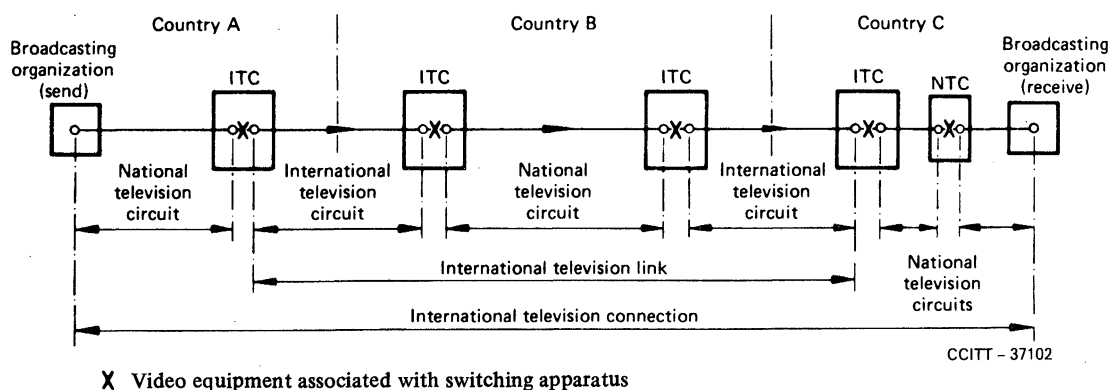 Country A
Country B
Country C
Broadcasting
organization
(send)
ITC
ITC
ITC
ITC
NTC
Broadcasting
organization
(receive)
X
X
X
X
X
National
television
circuit
International
television
circuit
National
television
circuit
International
television
circuit
National
television
circuits
International television link
International television connection
CCITT – 37102
X Video equipment associated with switching apparatus